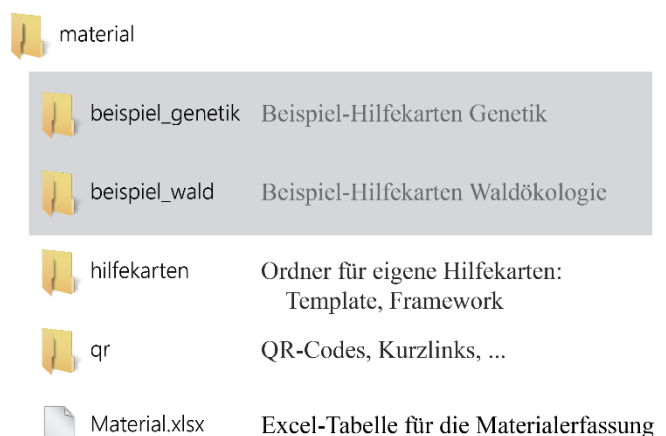 material
beispiel_genetik Beispiel-Hilfekarten Genetik
beispiel_wald Beispiel-Hilfekarten Waldökologie
hilfekarten Ordner für eigene Hilfekarten:
Template, Framework
qr QR-Codes, Kurzlinks, ...
Material.xlsx Excel-Tabelle für die Materialerfassung